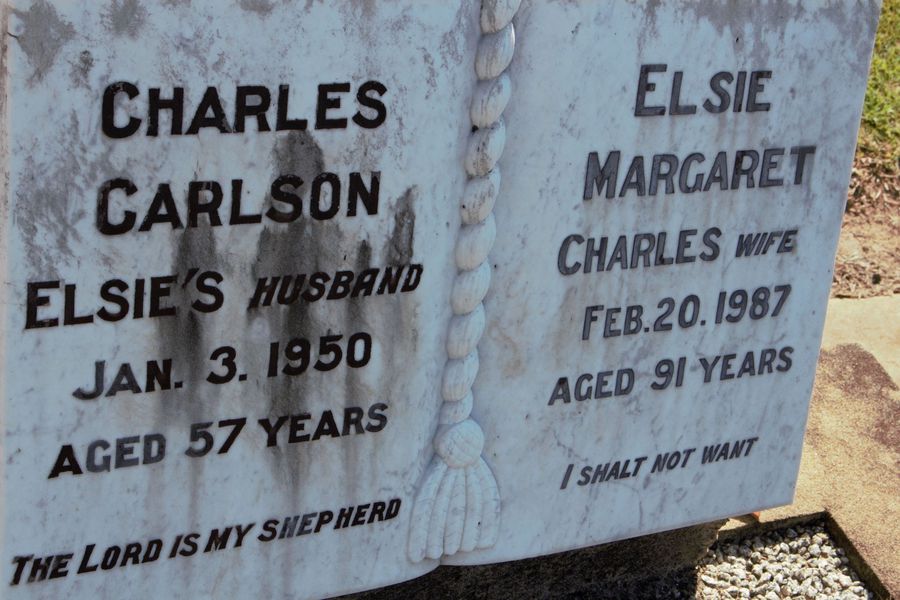 CHARLES
CARLSON
ELSIE'S HUSBAND
JAN. 3. 1950
AGED 57 YEARS
THE LORD IS MY SHEPHERD
ELSIE
MARGARET
CHARLES WIFE
FEB. 20. 1987
AGED 91 YEARS
I SHALT NOT WANT